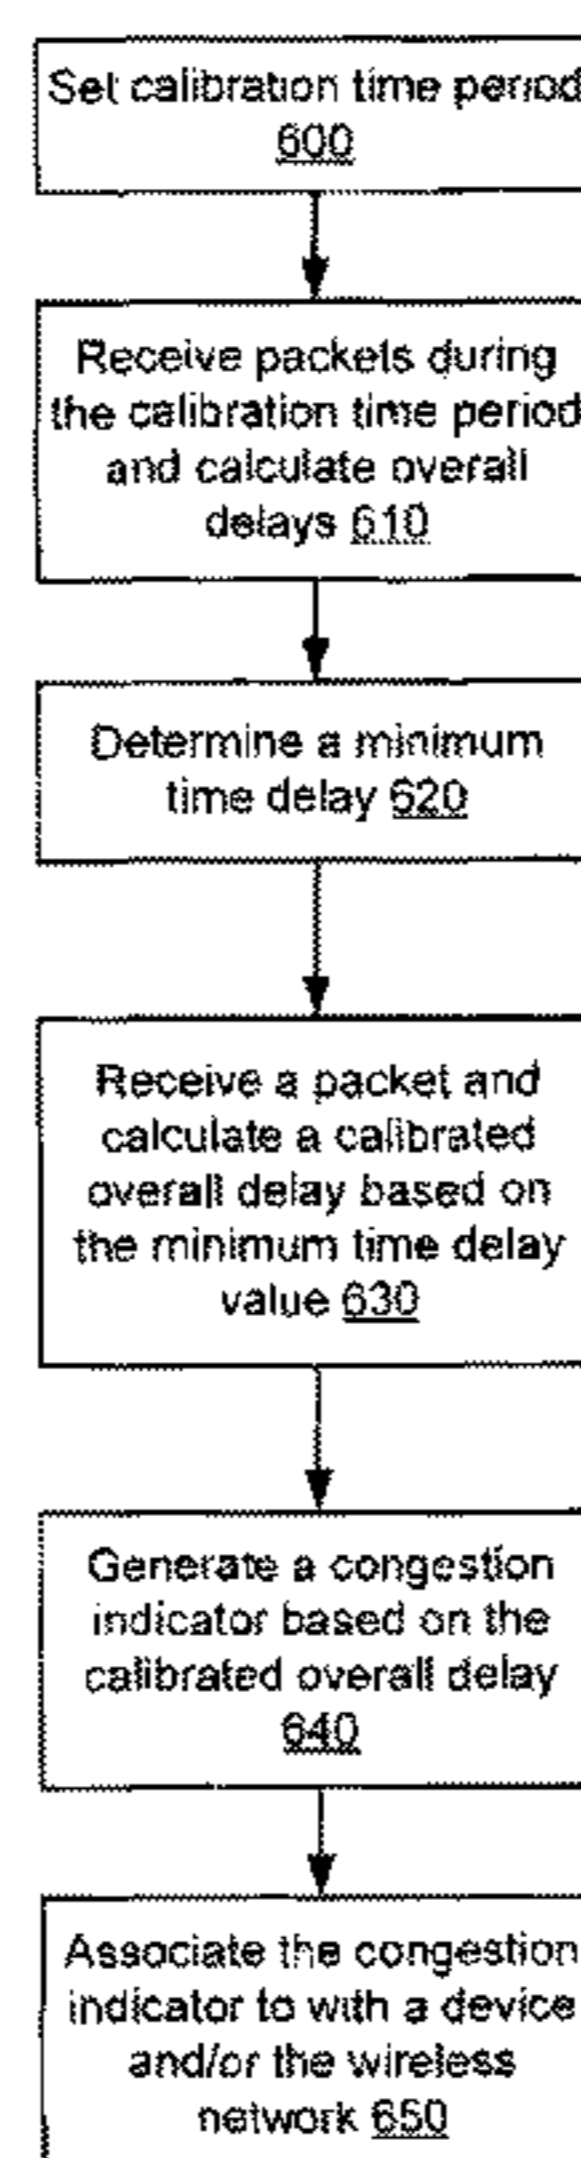 Set calibration time period
600
Receive packets during
the calibration time period
and calculate overall
delays 610
Determine a minimum
time delay 620
Receive a packet and
calculate a calibrated
overall delay based on
the minimum time delay
value 630
Generate a congestion
indicator based on the
calibrated overall delay
640
Associate the congestion
indicator to with a device
and/or the wireless
network 650